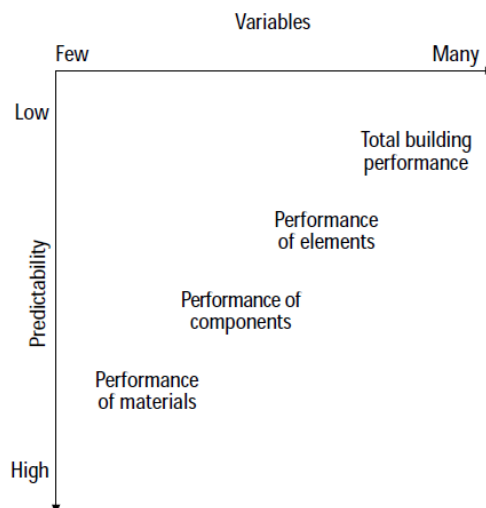 Variables
Few
Many
Low
Total building
performance
Performance
of elements
Predictability
Performance of
components
Performance
of materials
High